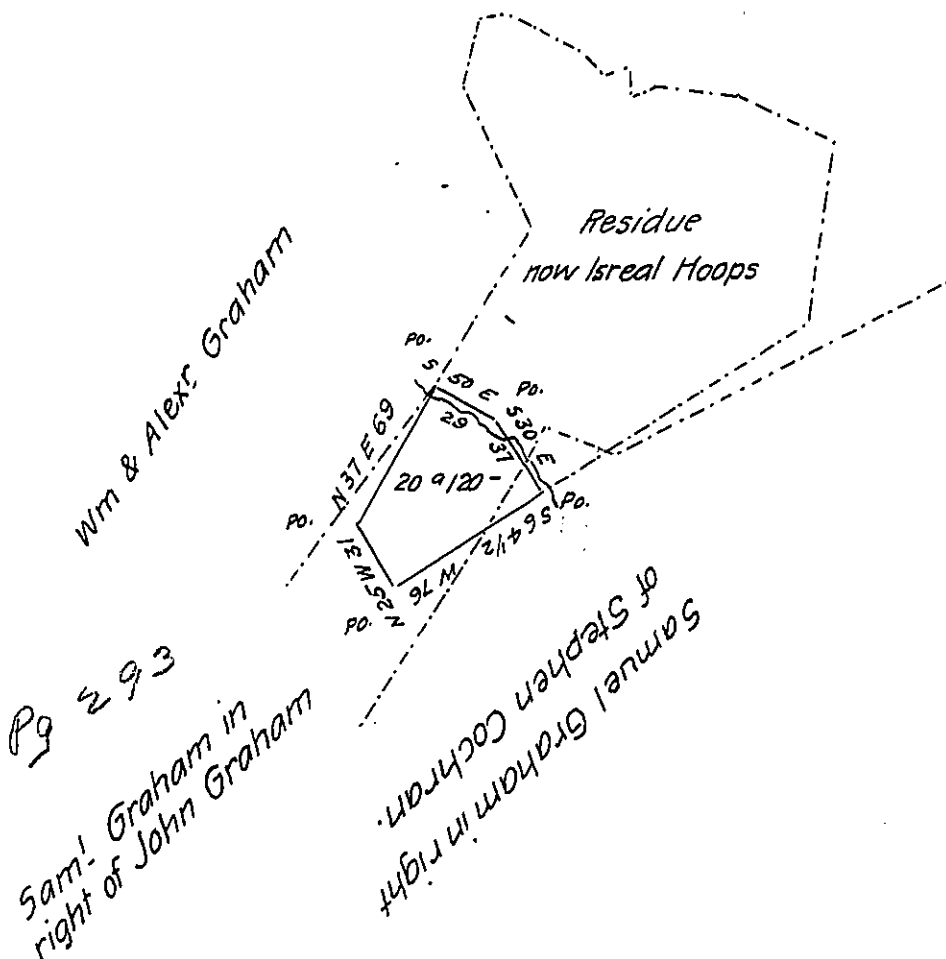 Residue
now Isreal Hoops
Wm & Alexr. Graham
po.
S 50 E
29
po.
S 30 E
37
po.
S 64 1/2 W 76
po.
N 25 W 31
po.
N 37 E 69
20 a 120 -
Pg 293
Saml. Graham in
right of John Graham
Samuel Graham in right
of Stephen Cochran.